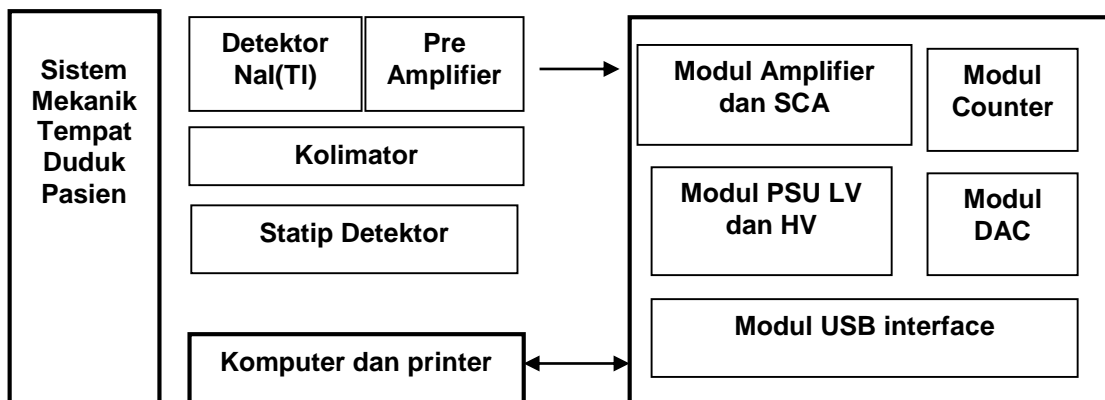 Sistem
Mekanik
Tempat
Duduk
Pasien
Detektor
NaI(Tl)
Pre
Amplifier
Kolimator
Statip Detektor
Komputer dan printer
Modul Amplifier
dan SCA
Modul
Counter
Modul PSU LV
dan HV
Modul
DAC
Modul USB interface